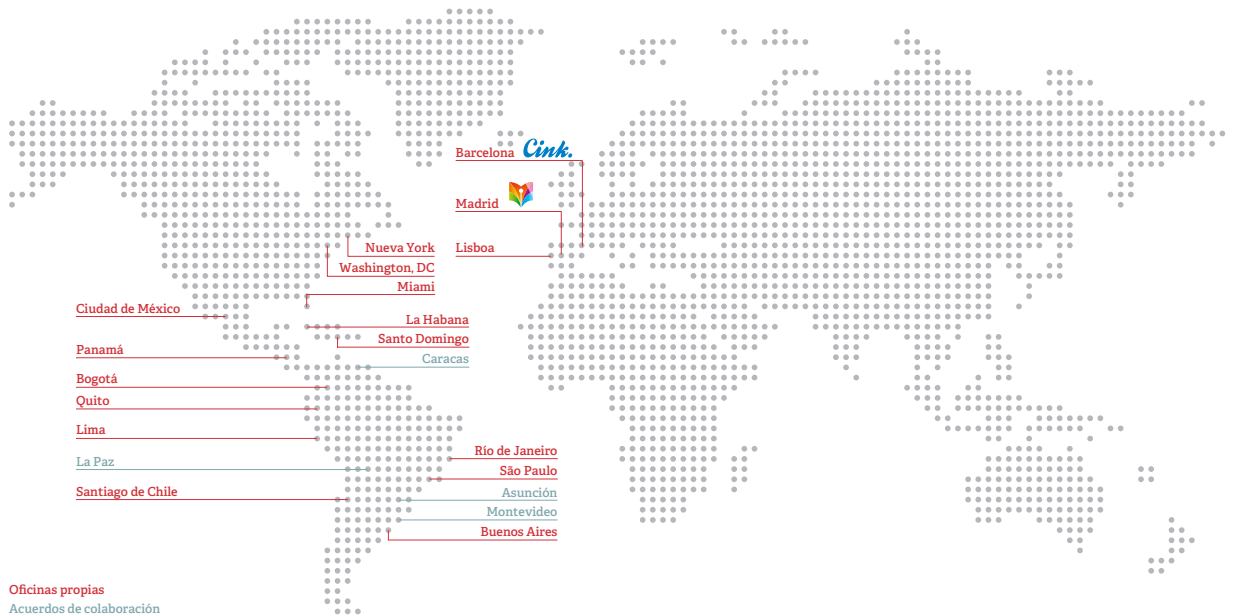 Barcelona Cink.
Madrid
Nueva York
Lisboa
Washington, DC
Miami
Ciudad de México
La Habana
Santo Domingo
Panamá
Caracas
Bogotá
Quito
Lima
Río de Janeiro
La Paz
São Paulo
Santiago de Chile
Asunción
Montevideo
Buenos Aires
Oficinas propias
Acuerdos de colaboración